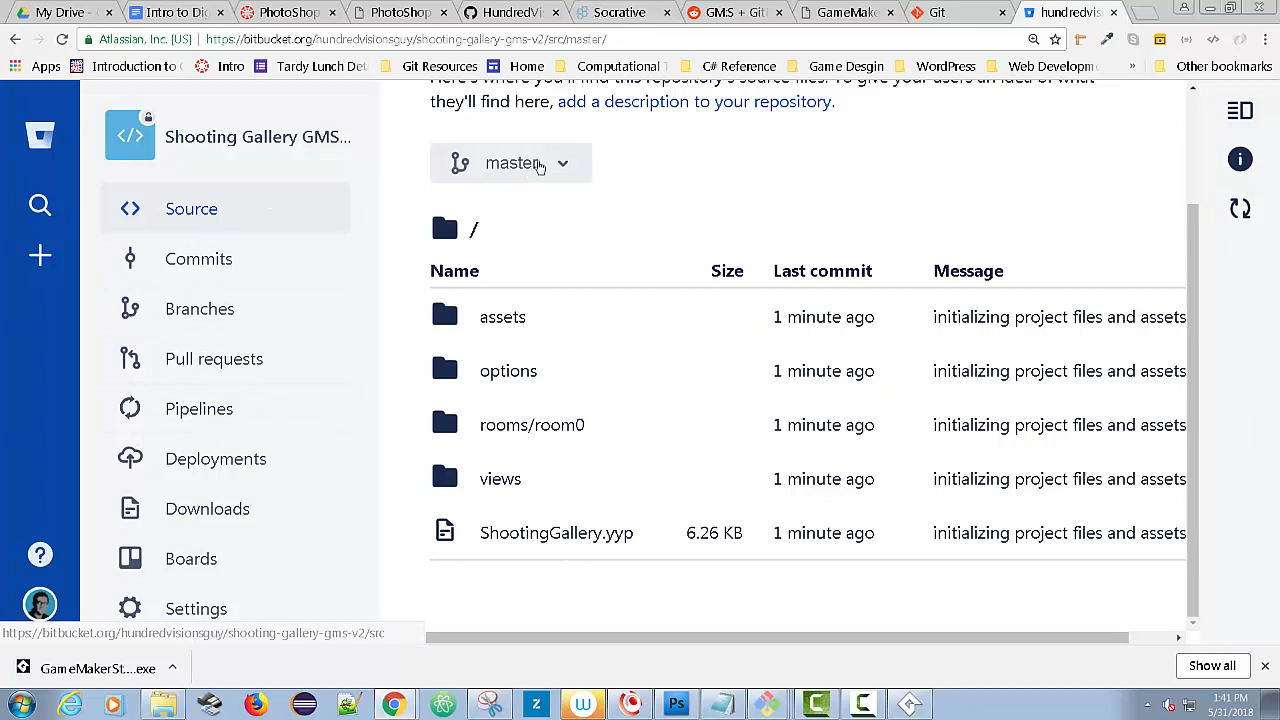 My Drive -
Intro to Dig
PhotoShop
PhotoShop
HundredVi
Socrative
GMS + Git
GameMake
Git
hundredvis
Atlassian, Inc. [US]
https://bitbucket.org/hundredvisionsguy/shooting-gallery-gms-v2/src/master/
Apps
Introduction to C
Intro
Tardy Lunch Det
Git Resources
Home
Computational T
C# Reference
Game Desgin
WordPress
Web Developm
»
Other bookmarks
they'll find here, add a description to your repository.
Shooting Gallery GMS...
master
Source
/
Commits
Name Size Last commit Message
Branches
assets 1 minute ago initializing project files and assets
Pull requests
options 1 minute ago initializing project files and assets
Pipelines
rooms/room0 1 minute ago initializing project files and assets
Deployments
views 1 minute ago initializing project files and assets
Downloads
ShootingGallery.yyp 6.26 KB 1 minute ago initializing project files and assets
Boards
Settings
https://bitbucket.org/hundredvisionsguy/shooting-gallery-gms-v2/src
GameMakerSt....exe
Show all
1:41 PM
5/31/2018